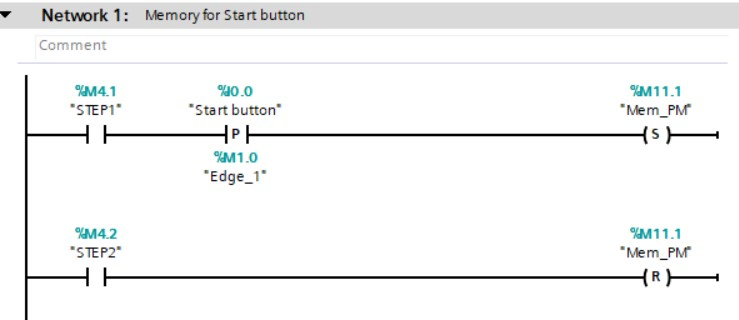 Network 1: Memory for Start button
Comment
%M4.1 %I0.0 %M11.1
"STEP1" "Start button" "Mem_PM"
P S
%M1.0
"Edge_1"
%M4.2 %M11.1
"STEP2" "Mem_PM"
R